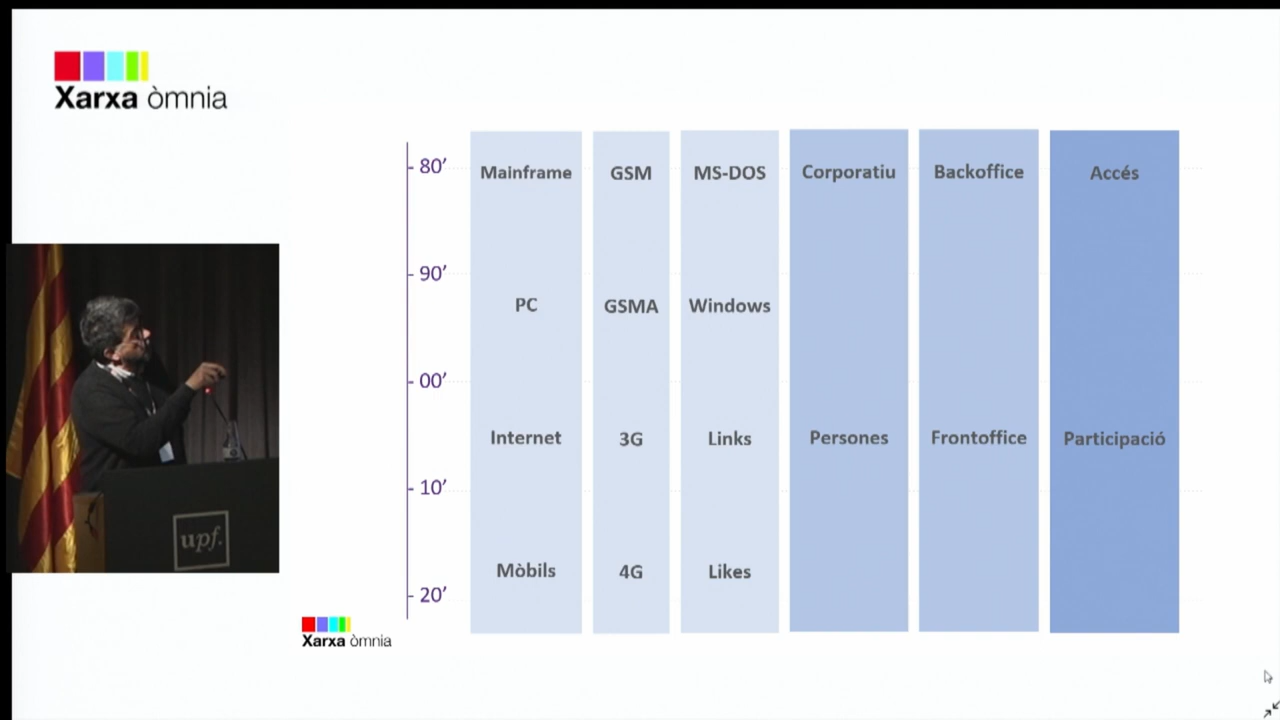 Xarxa òmnia
80’ Mainframe GSM MS-DOS Corporatiu Backoffice Accés
90’
PC GSMA Windows
00’
Internet 3G Links Persones Frontoffice Participació
10’
Mòbils 4G Likes
20’
upf.
Xarxa òmnia